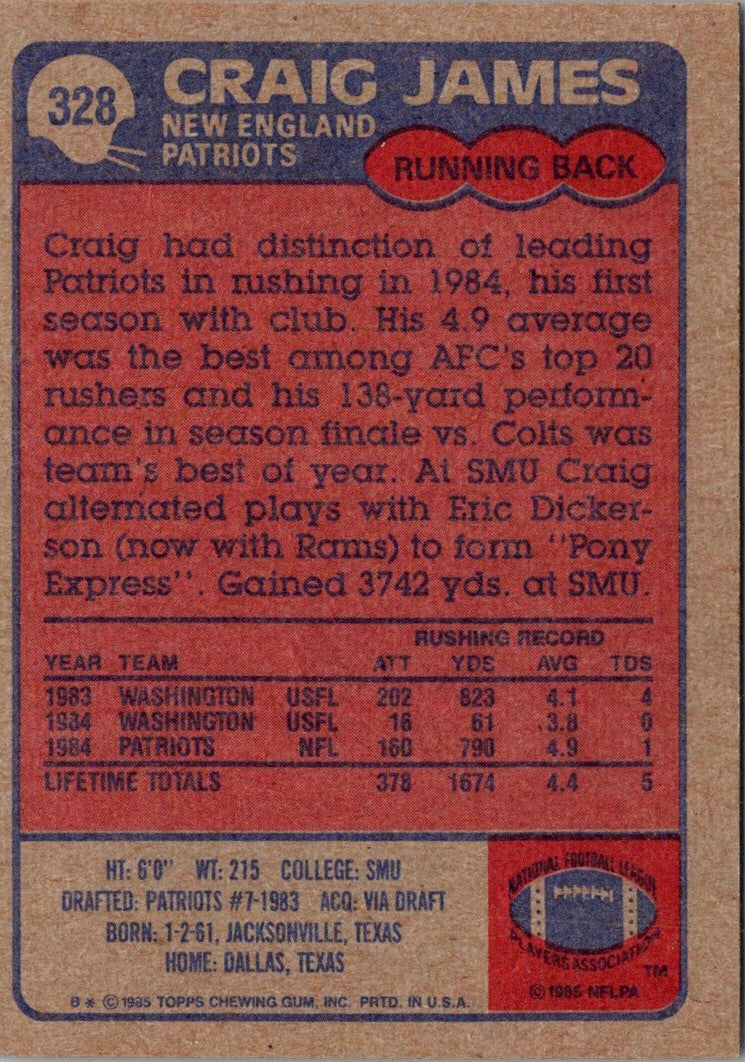 328
CRAIG JAMES
NEW ENGLAND
PATRIOTS
RUNNING BACK
Craig had distinction of leading
Patriots in rushing in 1984, his first
season with club. His 4.9 average
was the best among AFC's top 20
rushers and his 138-yard perform-
ance in season finale vs. Colts was
team's best of year. At SMU Craig
alternated plays with Eric Dicker-
son (now with Rams) to form "Pony
Express". Gained 3742 yds. at SMU.
RUSHING RECORD
YEAR TEAM ATT YDS AVG TDS
1983 WASHINGTON USFL 202 823 4.1 4
1984 WASHINGTON USFL 16 61 3.8 0
1984 PATRIOTS NFL 160 790 4.9 1
LIFETIME TOTALS 378 1674 4.4 5
HT: 6'0" WT: 215 COLLEGE: SMU
DRAFTED: PATRIOTS #7-1983 ACQ: VIA DRAFT
BORN: 1-2-61, JACKSONVILLE, TEXAS
HOME: DALLAS, TEXAS
B * © 1985 TOPPS CHEWING GUM, INC. PRTD. IN U.S.A.
NATIONAL FOOTBALL LEAGUE
PLAYERS ASSOCIATION
TM
© 1985 NFLPA